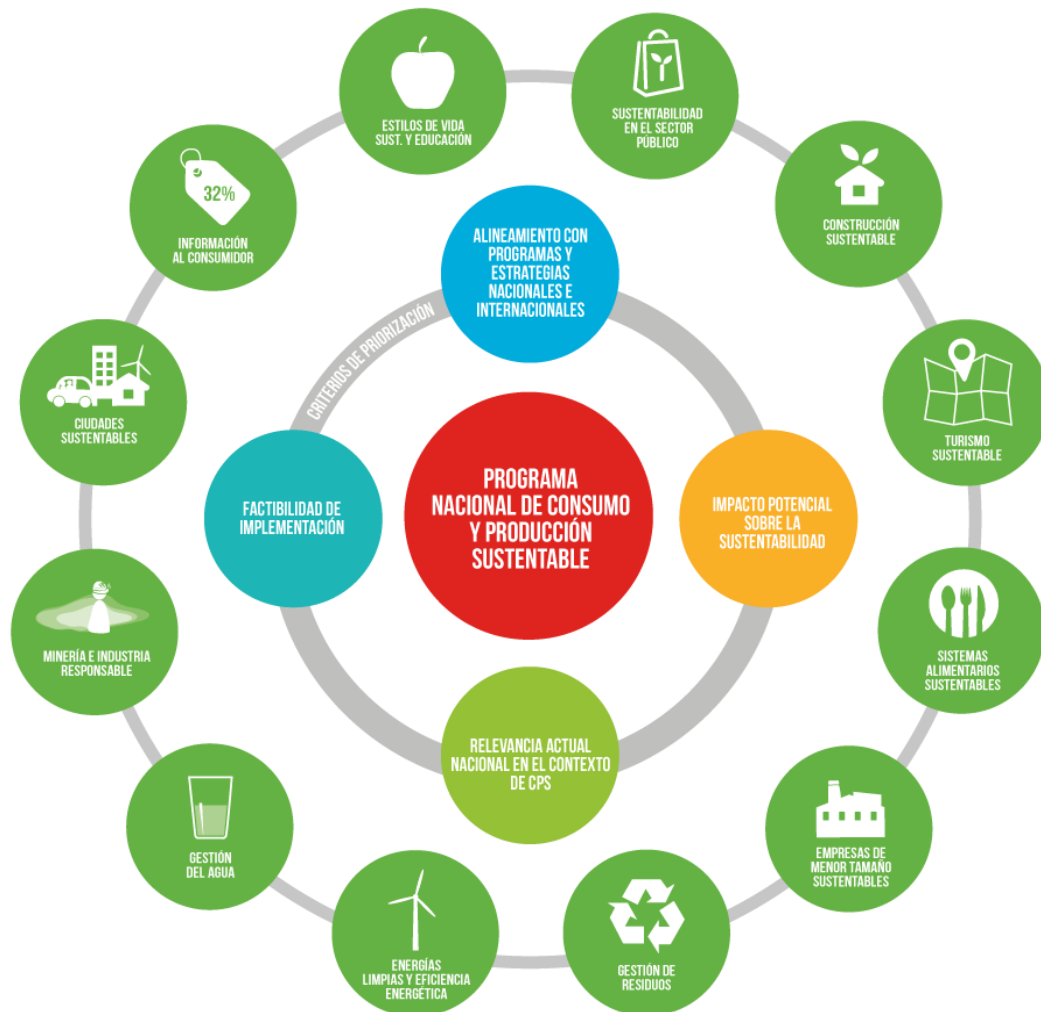 ESTILOS DE VIDA
SUST. Y EDUCACIÓN
SUSTENTABILIDAD
EN EL SECTOR
PÚBLICO
CONSTRUCCIÓN
SUSTENTABLE
TURISMO
SUSTENTABLE
SISTEMAS
ALIMENTARIOS
SUSTENTABLES
EMPRESAS DE
MENOR TAMAÑO
SUSTENTABLES
GESTIÓN DE
RESIDUOS
ENERGÍAS
LIMPIAS Y EFICIENCIA
ENERGÉTICA
GESTIÓN
DEL AGUA
MINERÍA E INDUSTRIA
RESPONSABLE
CIUDADES
SUSTENTABLES
32%
INFORMACIÓN
AL CONSUMIDOR
CRITERIOS DE PRIORIZACIÓN
ALINEAMIENTO CON
PROGRAMAS Y
ESTRATEGIAS
NACIONALES E
INTERNACIONALES
IMPACTO POTENCIAL
SOBRE LA
SUSTENTABILIDAD
RELEVANCIA ACTUAL
NACIONAL EN EL CONTEXTO
DE CPS
FACTIBILIDAD DE
IMPLEMENTACIÓN
PROGRAMA
NACIONAL DE CONSUMO
Y PRODUCCIÓN
SUSTENTABLE